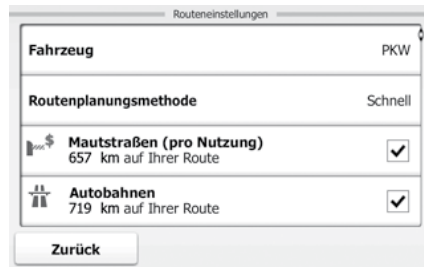 Routeneinstellungen
Fahrzeug PKW
Routenplanungsmethode Schnell
$ Mautstraßen (pro Nutzung)
657 km auf Ihrer Route
Autobahnen
719 km auf Ihrer Route
Zurück